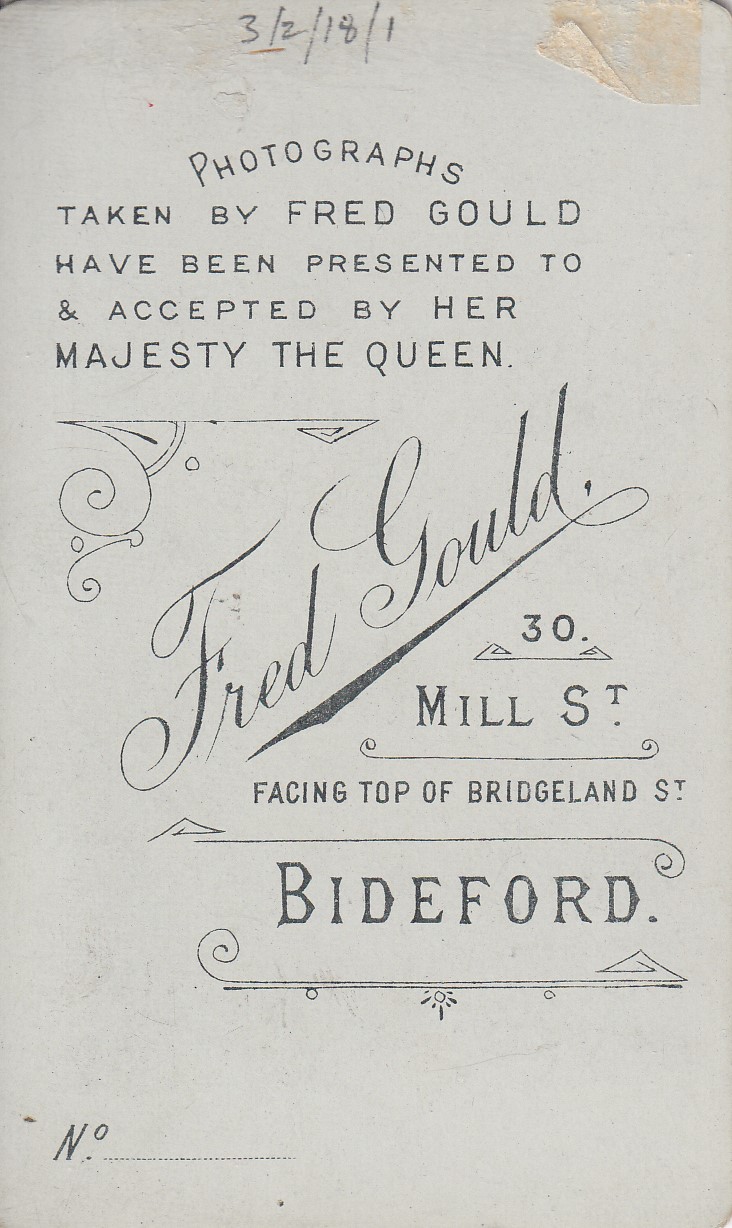 3/2/18/1
PHOTOGRAPHS
TAKEN BY FRED GOULD
HAVE BEEN PRESENTED TO
& ACCEPTED BY HER
MAJESTY THE QUEEN.
Fred Gould.
30.
MILL ST.
FACING TOP OF BRIDGELAND ST
BIDEFORD.
No.